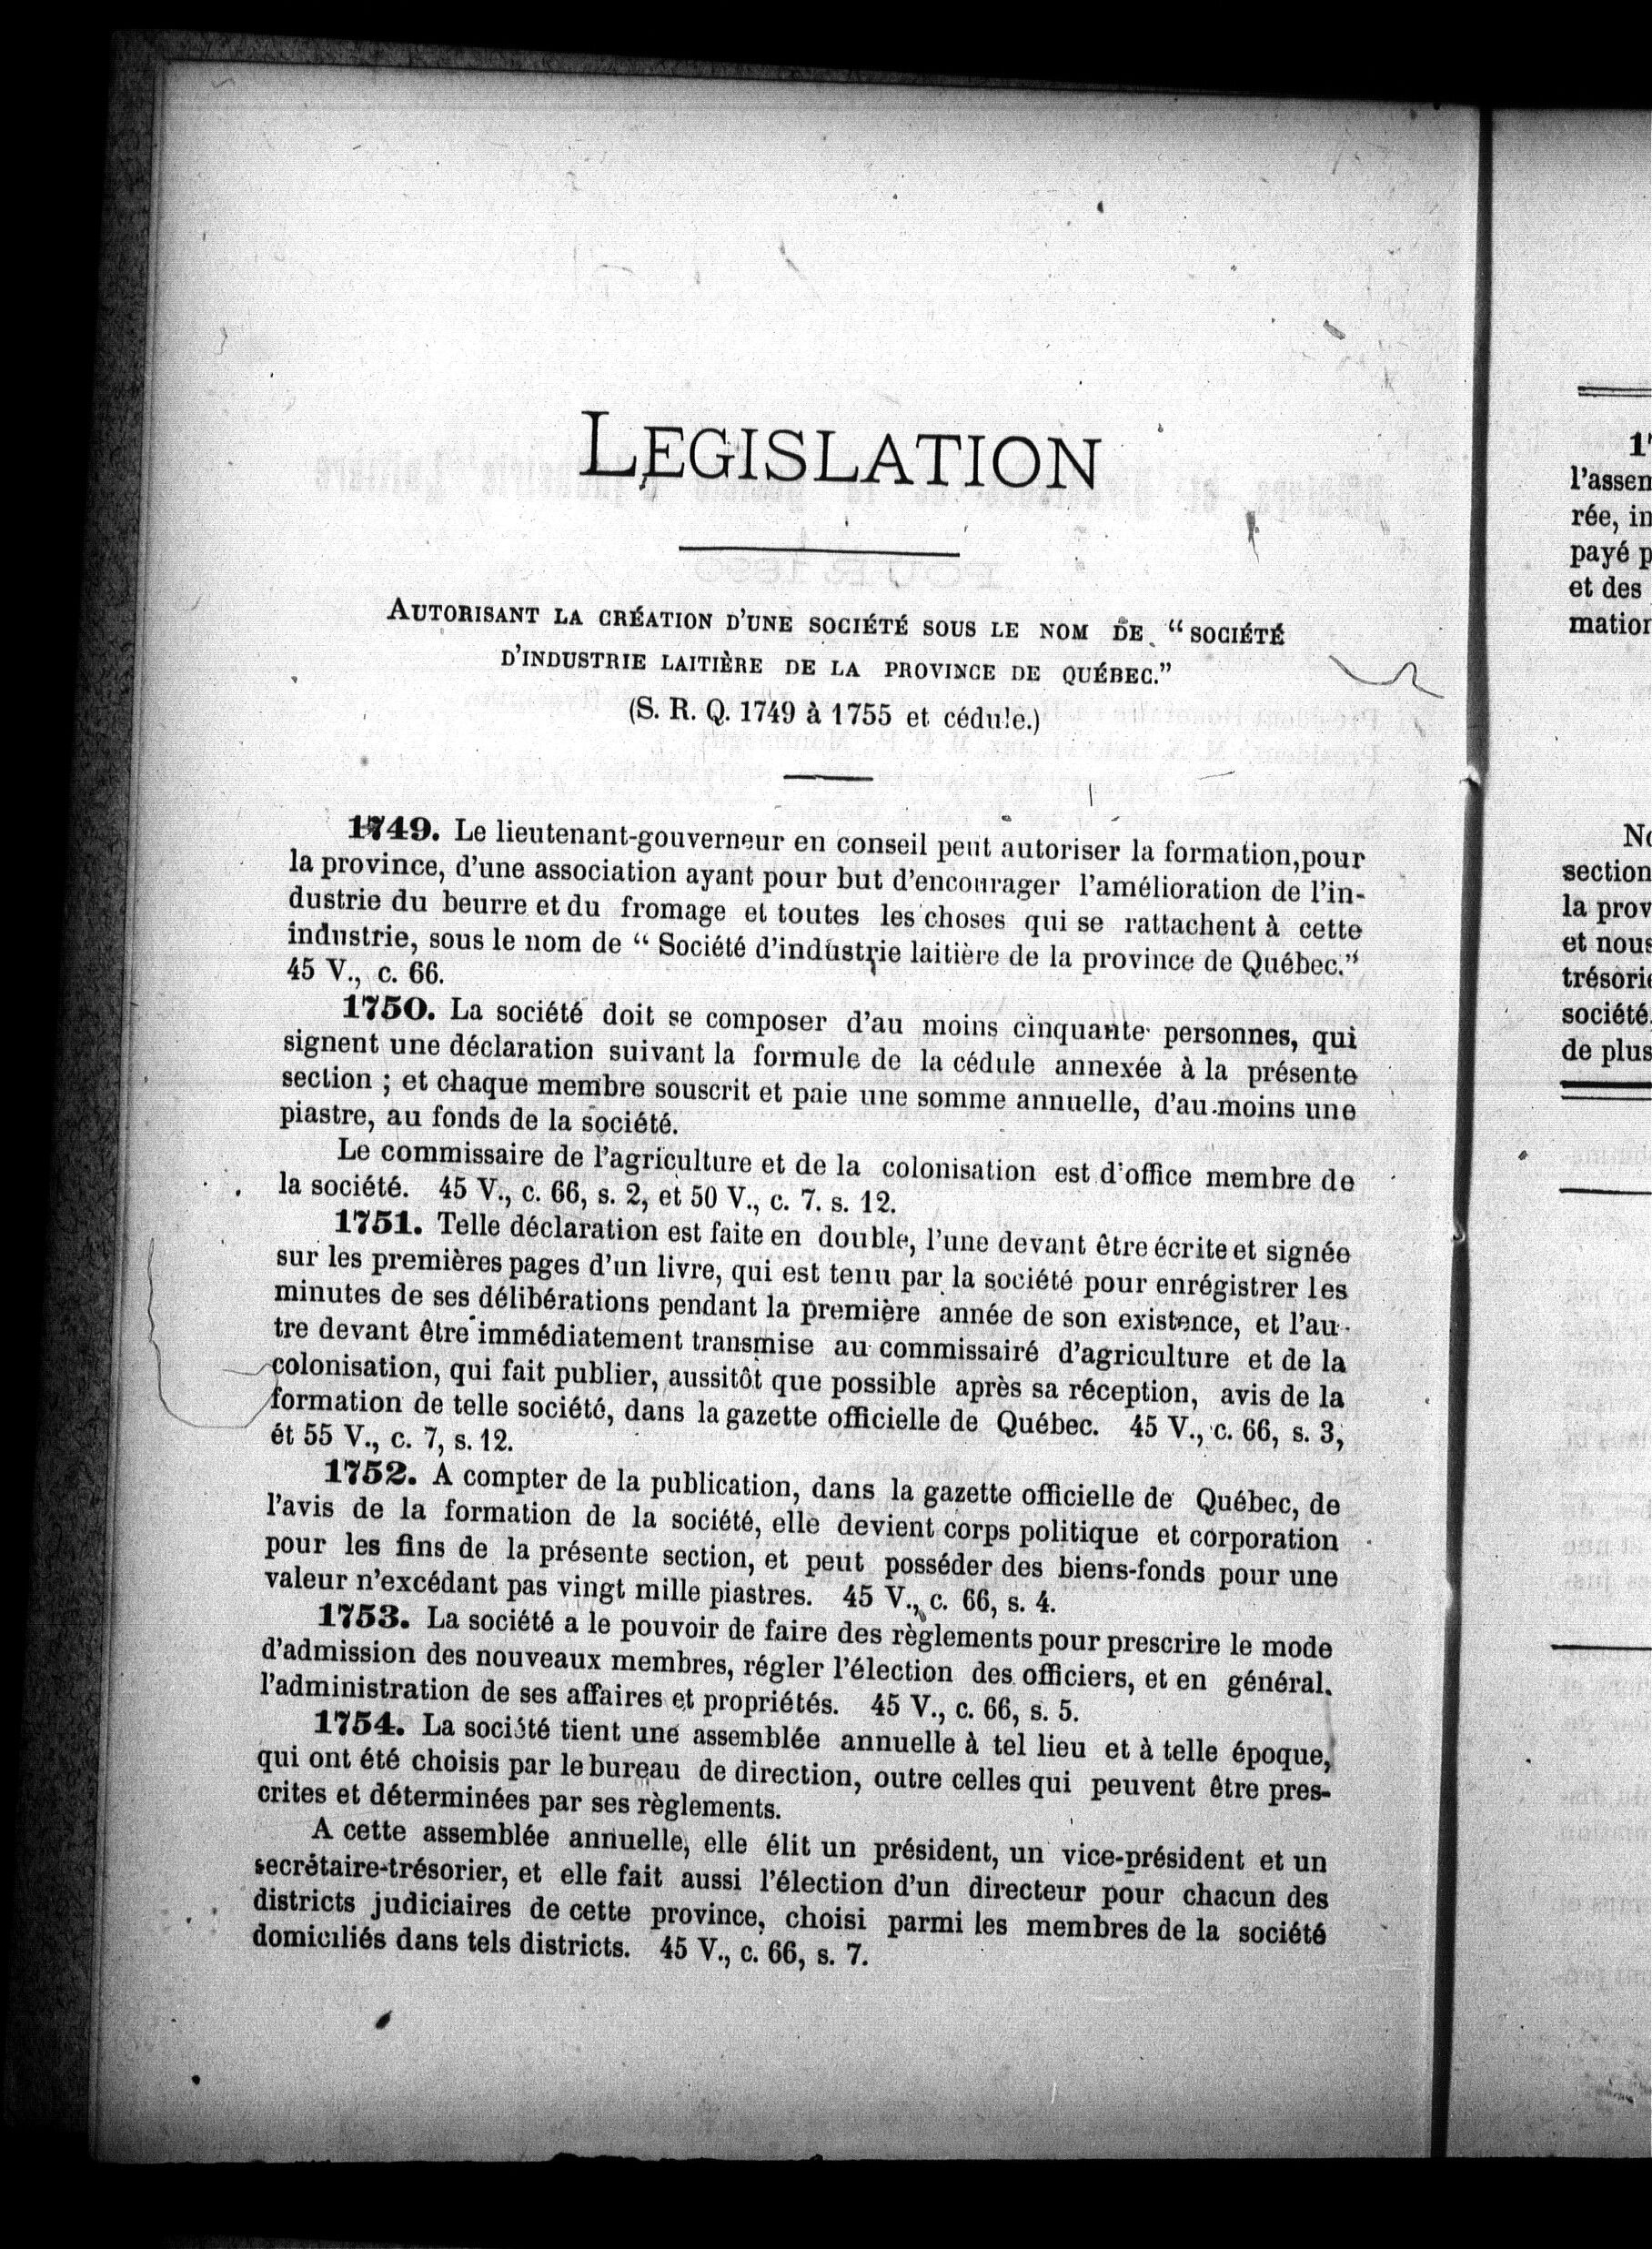 LEGISLATION
AUTORISANT LA CRÉATION D'UNE SOCIÉTÉ SOUS LE NOM DE “ SOCIÉTÉ
D'INDUSTRIE LAITIÈRE DE LA PROVINCE DE QUÉBEC.”
(S. R. Q. 1749 à 1755 et cédule.)
1749. Le lieutenant-gouverneur en conseil peut autoriser la formation, pour
la province, d'une association ayant pour but d'encourager l'amélioration de l'in-
dustrie du beurre et du fromage et toutes les choses qui se rattachent à cette
industrie, sous le nom de “ Société d'industrie laitière de la province de Québec.”
45 V., c. 66.
1750. La société doit se composer d'au moins cinquante personnes, qui
signent une déclaration suivant la formule de la cédule annexée à la présente
section ; et chaque membre souscrit et paie une somme annuelle, d'au moins une
piastre, au fonds de la société.
Le commissaire de l'agriculture et de la colonisation est d'office membre de
la société. 45 V., c. 66, s. 2, et 50 V., c. 7. s. 12.
1751. Telle déclaration est faite en double, l'une devant être écrite et signée
sur les premières pages d'un livre, qui est tenu par la société pour enrégistrer les
minutes de ses délibérations pendant la première année de son existence, et l'au-
tre devant être immédiatement transmise au commissairé d'agriculture et de la
colonisation, qui fait publier, aussitôt que possible après sa réception, avis de la
formation de telle société, dans la gazette officielle de Québec. 45 V., c. 66, s. 3,
ét 55 V., c. 7, s. 12.
1752. A compter de la publication, dans la gazette officielle de Québec, de
l'avis de la formation de la société, elle devient corps politique et corporation
pour les fins de la présente section, et peut posséder des biens-fonds pour une
valeur n'excédant pas vingt mille piastres. 45 V., c. 66, s. 4.
1753. La société a le pouvoir de faire des règlements pour prescrire le mode
d'admission des nouveaux membres, régler l'élection des officiers, et en général.
l'administration de ses affaires et propriétés. 45 V., c. 66, s. 5.
1754. La société tient une assemblée annuelle à tel lieu et à telle époque,
qui ont été choisis par le bureau de direction, outre celles qui peuvent être pres-
crites et déterminées par ses règlements.
A cette assemblée annuelle, elle élit un président, un vice-président et un
secrétaire-trésorier, et elle fait aussi l'élection d'un directeur pour chacun des
districts judiciaires de cette province, choisi parmi les membres de la société
domiciliés dans tels districts. 45 V., c. 66, s. 7.
l'assem
rée, in
payé p
et des
mation
section
la prov
et nous
trésorie
société
de plus